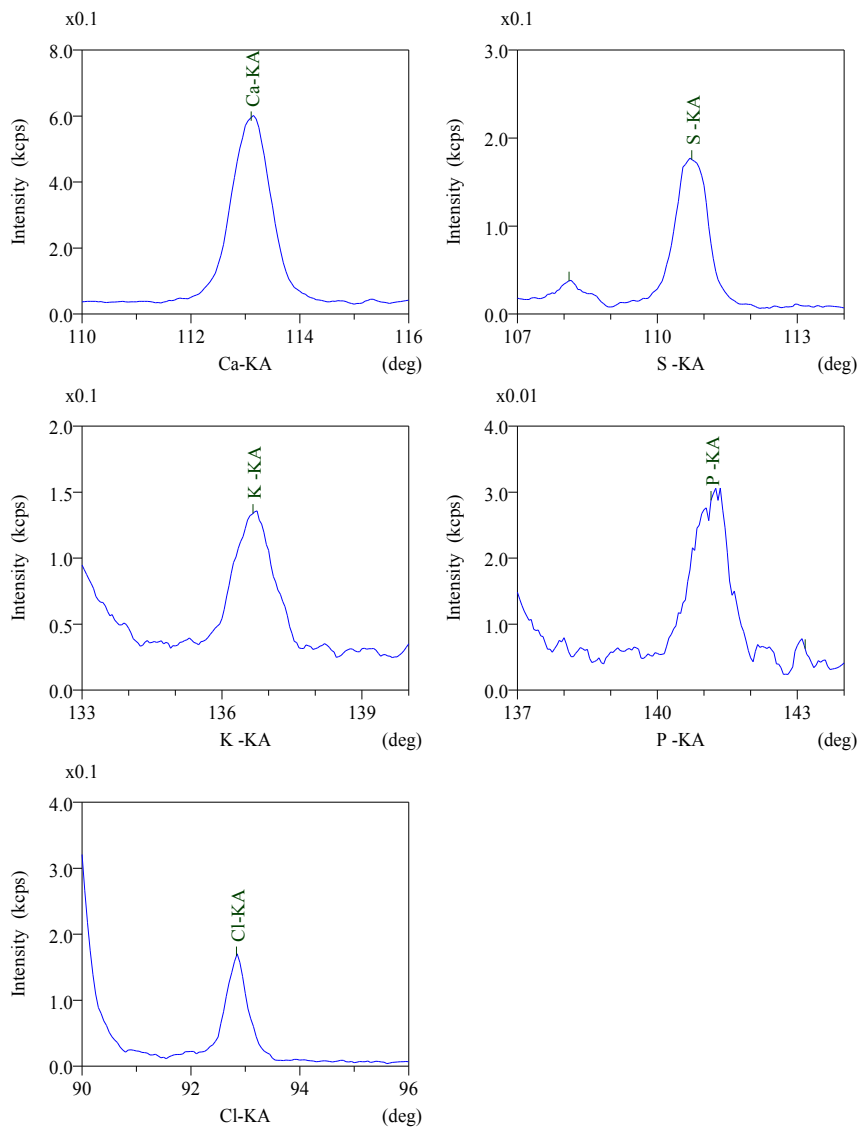 x0.1
8.0
6.0
4.0
2.0
0.0
Intensity (kcps)
Ca-KA
110
112
114
116
Ca-KA
(deg)
x0.1
3.0
2.0
1.0
0.0
Intensity (kcps)
S -KA
107
110
113
S -KA
(deg)
x0.1
2.0
1.5
1.0
0.5
0.0
Intensity (kcps)
K -KA
133
136
139
K -KA
(deg)
x0.01
4.0
3.0
2.0
1.0
0.0
Intensity (kcps)
P -KA
137
140
143
P -KA
(deg)
x0.1
4.0
3.0
2.0
1.0
0.0
Intensity (kcps)
Cl-KA
90
92
94
96
Cl-KA
(deg)